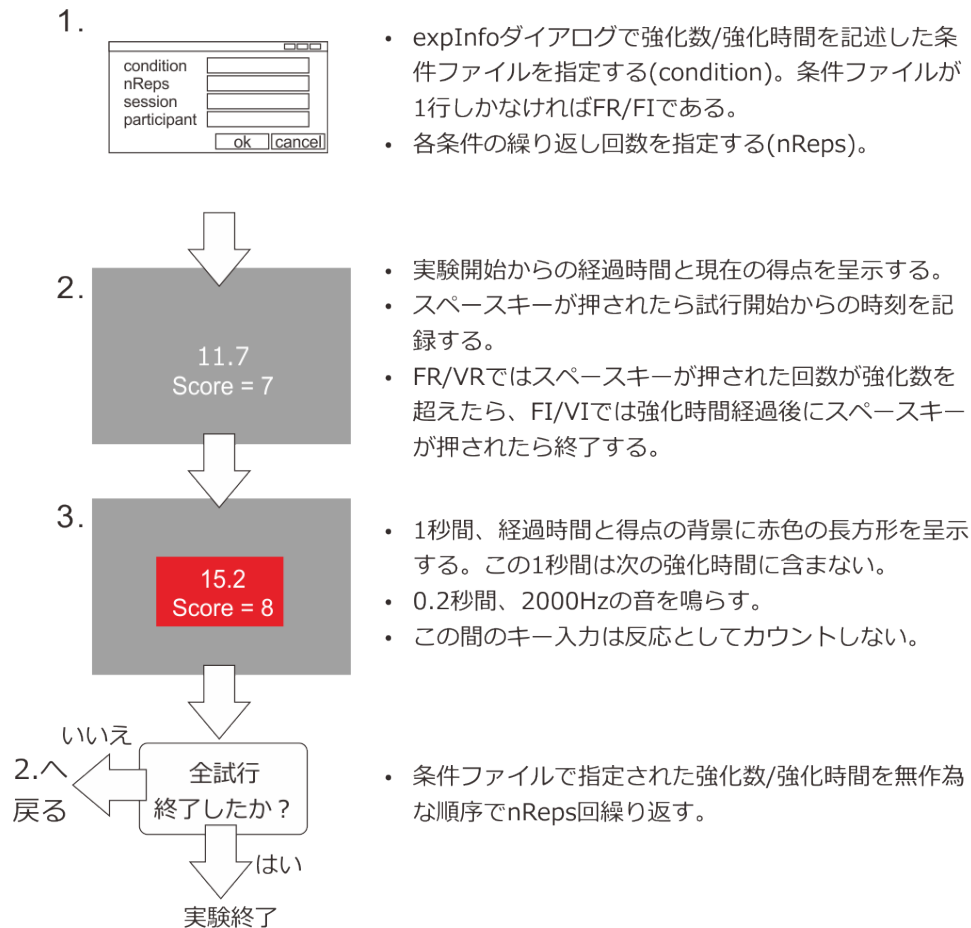 1.
condition
nReps
session
participant
ok cancel
• expInfoダイアログで強化数/強化時間を記述した条
件ファイルを指定する(condition)。条件ファイルが
1行しかなければFR/FIである。
• 各条件の繰り返し回数を指定する(nReps)。
2.
11.7
Score = 7
• 実験開始からの経過時間と現在の得点を呈示する。
• スペースキーが押されたら試行開始からの時刻を記
録する。
• FR/VRではスペースキーが押された回数が強化数を
超えたら、FI/VIでは強化時間経過後にスペースキー
が押されたら終了する。
3.
15.2
Score = 8
• 1秒間、経過時間と得点の背景に赤色の長方形を呈示
する。この1秒間は次の強化時間に含まない。
• 0.2秒間、2000Hzの音を鳴らす。
• この間のキー入力は反応としてカウントしない。
いいえ
2.へ
戻る
全試行
終了したか？
はい
実験終了
• 条件ファイルで指定された強化数/強化時間を無作為
な順序でnReps回繰り返す。